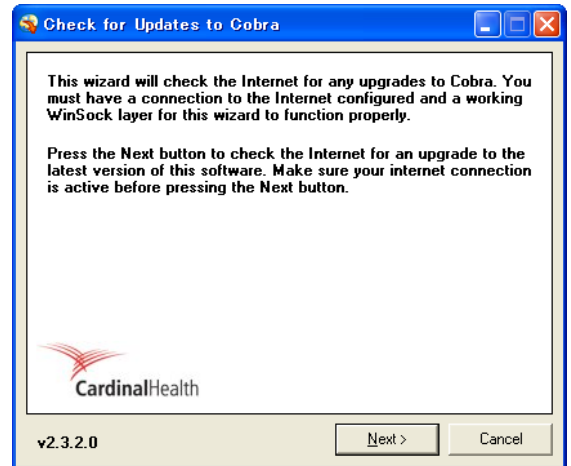 Check for Updates to Cobra
This wizard will check the Internet for any upgrades to Cobra. You
must have a connection to the Internet configured and a working
WinSock layer for this wizard to function properly.
Press the Next button to check the Internet for an upgrade to the
latest version of this software. Make sure your internet connection
is active before pressing the Next button.
CardinalHealth
v2.3.2.0
Next >
Cancel